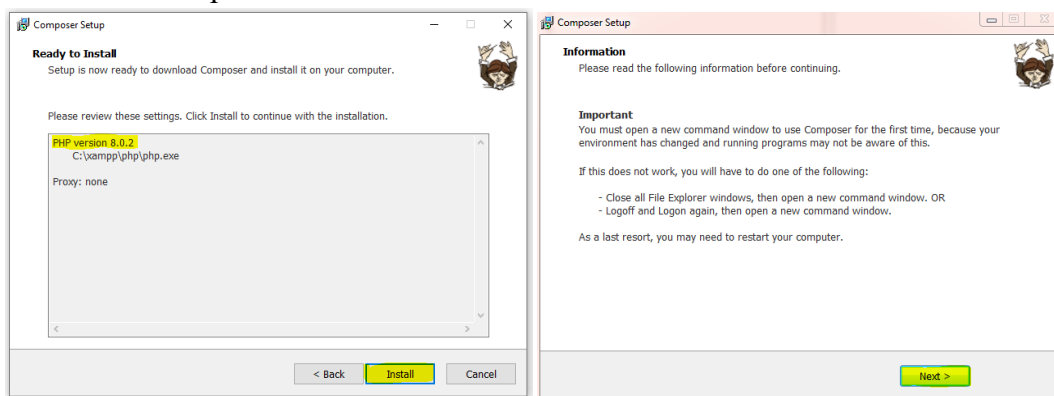 Composer Setup
Ready to Install
Setup is now ready to download Composer and install it on your computer.
Please review these settings. Click Install to continue with the installation.
PHP version 8.0.2
C:\xampp\php\php.exe
Proxy: none
< Back
Install
Cancel
Composer Setup
Information
Please read the following information before continuing.
Important
You must open a new command window to use Composer for the first time, because your
environment has changed and running programs may not be aware of this.
If this does not work, you will have to do one of the following:
- Close all File Explorer windows, then open a new command window. OR
- Logoff and Logon again, then open a new command window.
As a last resort, you may need to restart your computer.
Next >